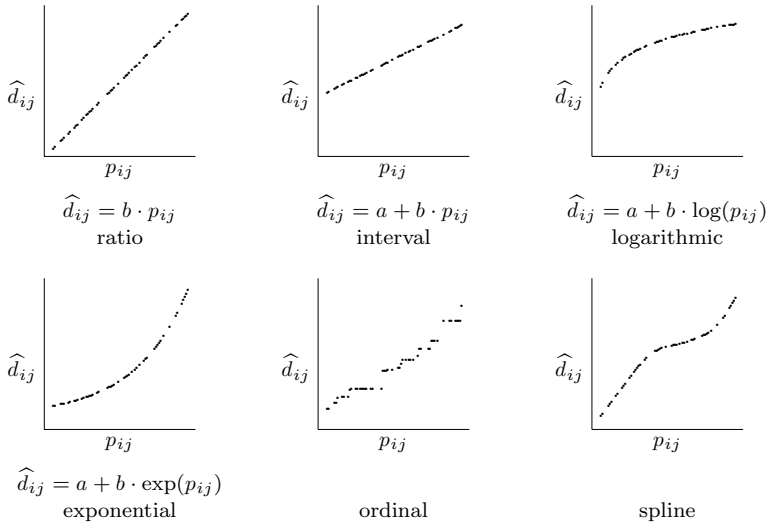 d̂ij d̂ij d̂ij
pij pij pij
d̂ij = b · pij d̂ij = a + b · pij d̂ij = a + b · log(pij)
ratio interval logarithmic
d̂ij d̂ij d̂ij
pij pij pij
d̂ij = a + b · exp(pij)
exponential ordinal spline